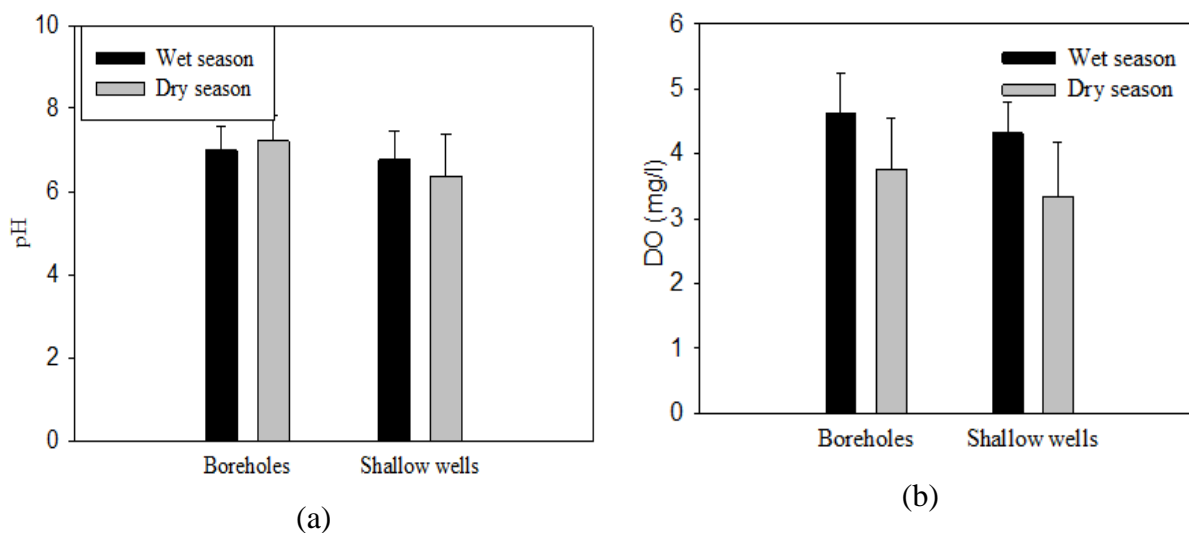 10
8
6
4
2
0
pH
Wet season
Dry season
Boreholes
Shallow wells
(a)
6
5
4
3
2
1
0
DO (mg/l)
Wet season
Dry season
Boreholes
Shallow wells
(b)